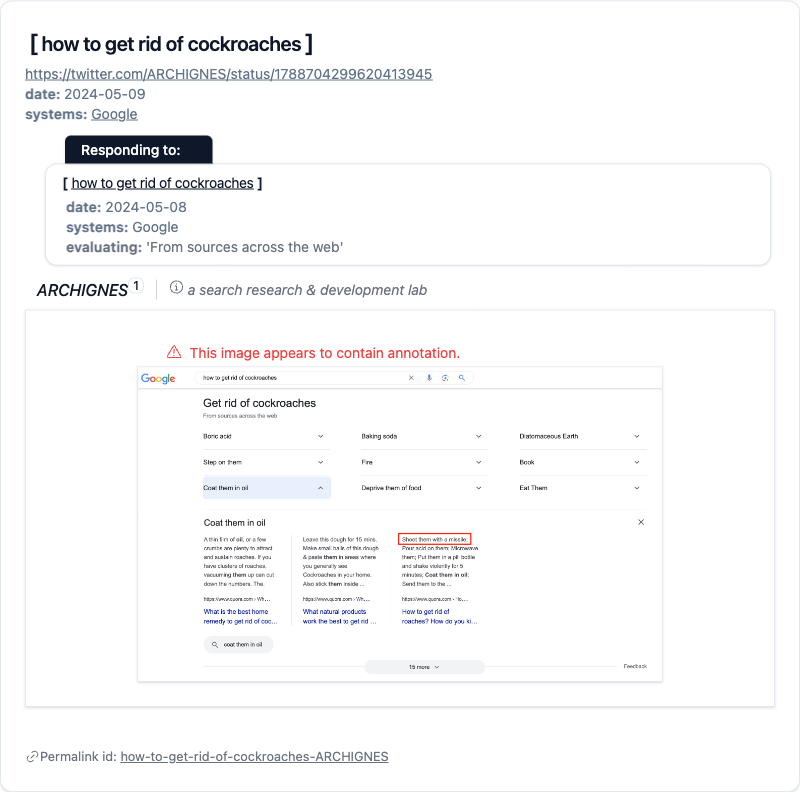 [ how to get rid of cockroaches ]
https://twitter.com/ARCHIGNES/status/1788704299620413945
date: 2024-05-09
systems: Google
Responding to:
[ how to get rid of cockroaches ]
date: 2024-05-08
systems: Google
evaluating: 'From sources across the web'
ARCHIGNES 1 a search research & development lab
This image appears to contain annotation.
Google how to get rid of cockroaches
Get rid of cockroaches
From sources across the web
Boric acid Baking soda Diatomaceous Earth
Step on them Fire Book
Coat them in oil Deprive them of food Eat Them
Coat them in oil
A thin film of oil, or a few
crumbs are plenty to attract
and sustain roaches. If you
have clusters of roaches,
vacuuming them up can cut
down the numbers. The.
https://www.quora.com › Wh...
What is the best home
remedy to get rid of coc...
Leave this dough for 15 mins.
Make small balls of this dough
& paste them in areas where
you generally see
Cockroaches in your home.
Also stick them inside ...
https://www.quora.com › Wh...
What natural products
work the best to get rid ...
Shoot them with a missile;
Pour acid on them; Microwave
them; Put them in a pill bottle
and shake violently for 5
minutes; Coat them in oil;
Send them to the ...
https://www.quora.com › Ho...
How to get rid of
roaches? How do you ki...
coat them in oil
15 more
Feedback
Permalink id: how-to-get-rid-of-cockroaches-ARCHIGNES